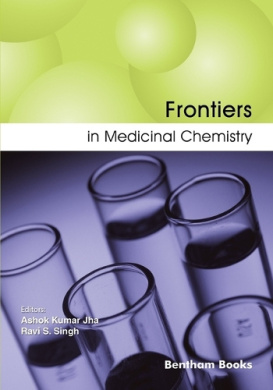 Frontiers
in Medicinal Chemistry
Editors:
Ashok Kumar Jha
Ravi S. Singh
Bentham Books